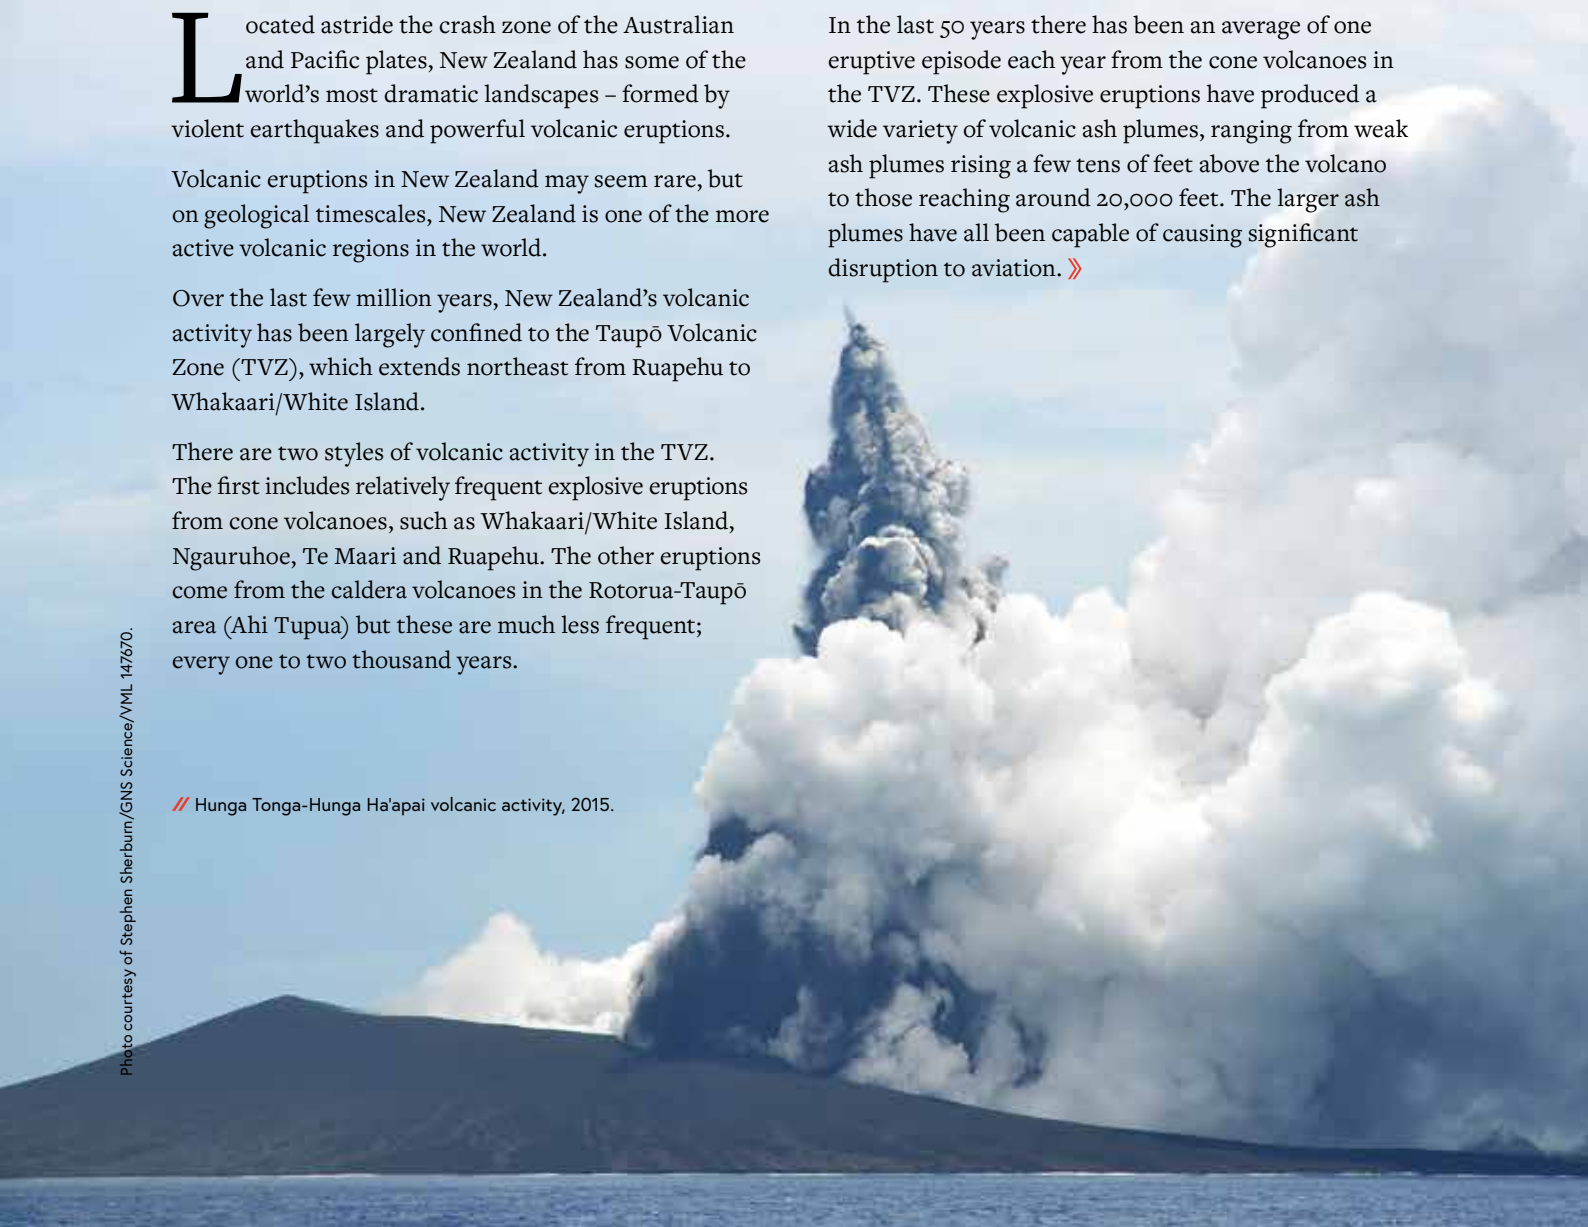 Located astride the crash zone of the Australian
and Pacific plates, New Zealand has some of the
world’s most dramatic landscapes – formed by
violent earthquakes and powerful volcanic eruptions.
Volcanic eruptions in New Zealand may seem rare, but
on geological timescales, New Zealand is one of the more
active volcanic regions in the world.
Over the last few million years, New Zealand’s volcanic
activity has been largely confined to the Taupō Volcanic
Zone (TVZ), which extends northeast from Ruapehu to
Whakaari/White Island.
There are two styles of volcanic activity in the TVZ.
The first includes relatively frequent explosive eruptions
from cone volcanoes, such as Whakaari/White Island,
Ngauruhoe, Te Maari and Ruapehu. The other eruptions
come from the caldera volcanoes in the Rotorua-Taupō
area (Ahi Tupua) but these are much less frequent;
every one to two thousand years.
In the last 50 years there has been an average of one
eruptive episode each year from the cone volcanoes in
the TVZ. These explosive eruptions have produced a
wide variety of volcanic ash plumes, ranging from weak
ash plumes rising a few tens of feet above the volcano
to those reaching around 20,000 feet. The larger ash
plumes have all been capable of causing significant
disruption to aviation. »
// Hunga Tonga-Hunga Ha'apai volcanic activity, 2015.
Photo courtesy of Stephen Sherburn/GNS Science/VML 147670.